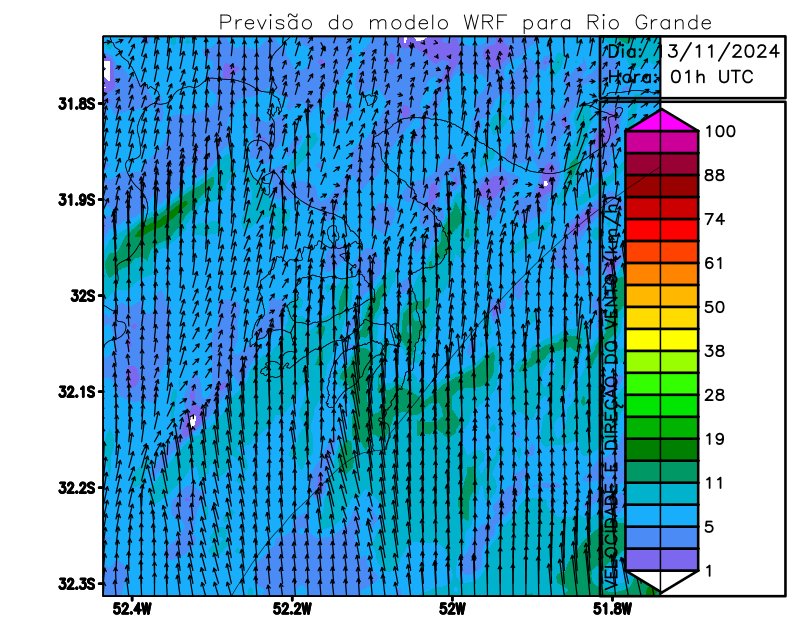 Previsão do modelo WRF para Rio Grande
Dia: 13/11/2024
Hora: 01h UTC
VELOCIDADE E DIREÇÃO DO VENTO (km/h)
100
88
74
61
50
38
28
19
11
5
1
31.8S
31.9S
32S
32.1S
32.2S
32.3S
52.4W
52.2W
52W
51.8W